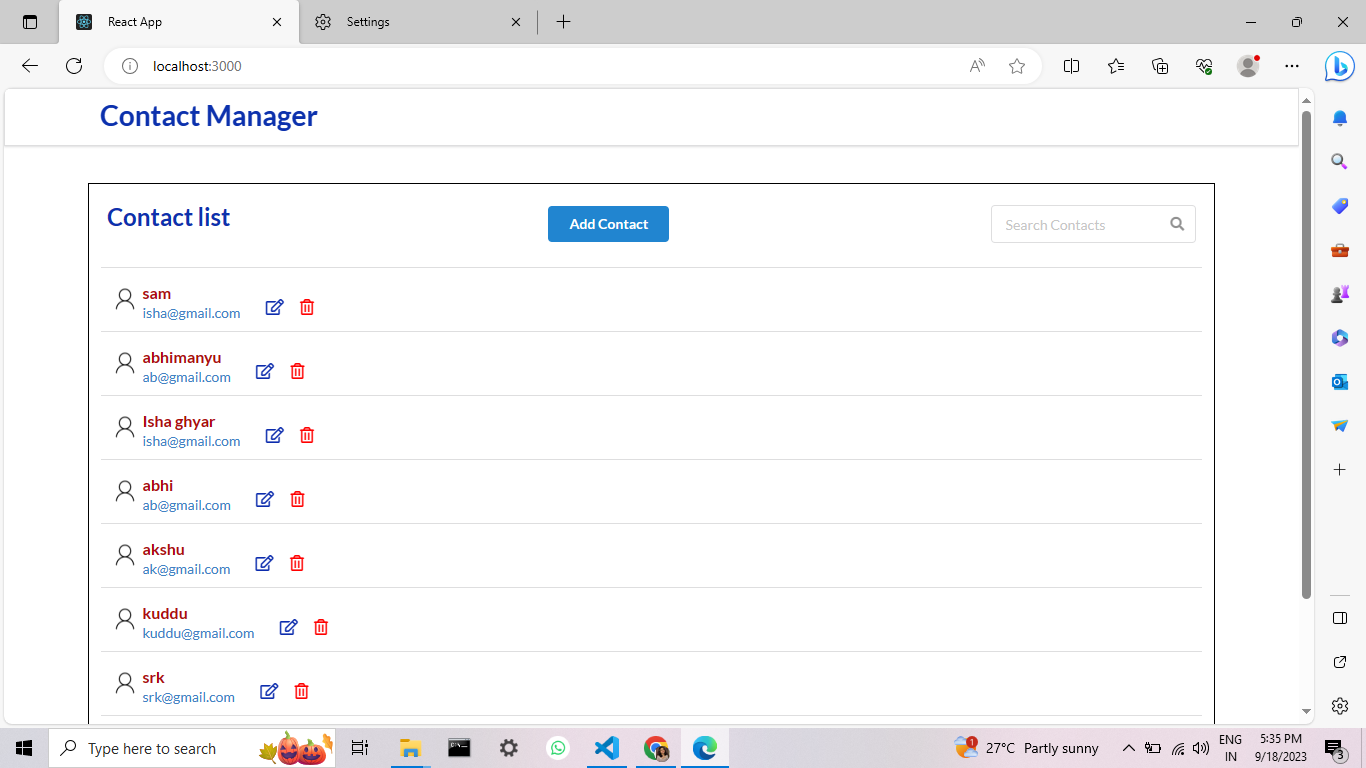 React App
Settings
localhost:3000
Contact Manager
Contact list
Add Contact
Search Contacts
sam
isha@gmail.com
abhimanyu
ab@gmail.com
Isha ghyar
isha@gmail.com
abhi
ab@gmail.com
akshu
ak@gmail.com
kuddu
kuddu@gmail.com
srk
srk@gmail.com
Type here to search
1
27°C Partly sunny
ENG
IN
5:35 PM
9/18/2023
3